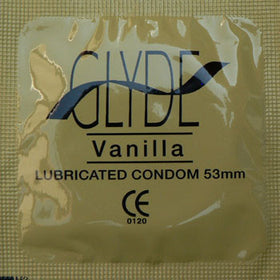 GLYDE
Vanilla
LUBRICATED CONDOM 53mm
CE
0120